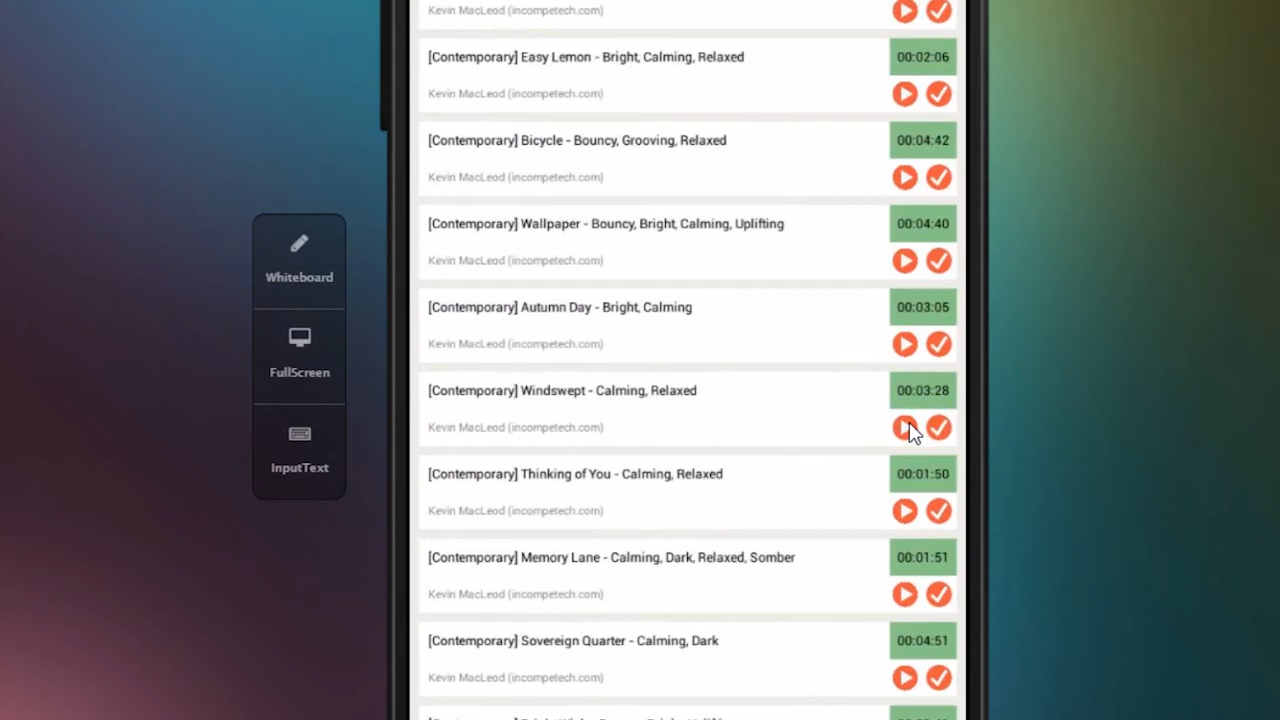 Kevin MacLeod (incompetech.com)
[Contemporary] Easy Lemon - Bright, Calming, Relaxed
00:02:06
Kevin MacLeod (incompetech.com)
[Contemporary] Bicycle - Bouncy, Grooving, Relaxed
00:04:42
Kevin MacLeod (incompetech.com)
[Contemporary] Wallpaper - Bouncy, Bright, Calming, Uplifting
00:04:40
Kevin MacLeod (incompetech.com)
Whiteboard
[Contemporary] Autumn Day - Bright, Calming
00:03:05
Kevin MacLeod (incompetech.com)
FullScreen
[Contemporary] Windswept - Calming, Relaxed
00:03:28
Kevin MacLeod (incompetech.com)
InputText
[Contemporary] Thinking of You - Calming, Relaxed
00:01:50
Kevin MacLeod (incompetech.com)
[Contemporary] Memory Lane - Calming, Dark, Relaxed, Somber
00:01:51
Kevin MacLeod (incompetech.com)
[Contemporary] Sovereign Quarter - Calming, Dark
00:04:51
Kevin MacLeod (incompetech.com)